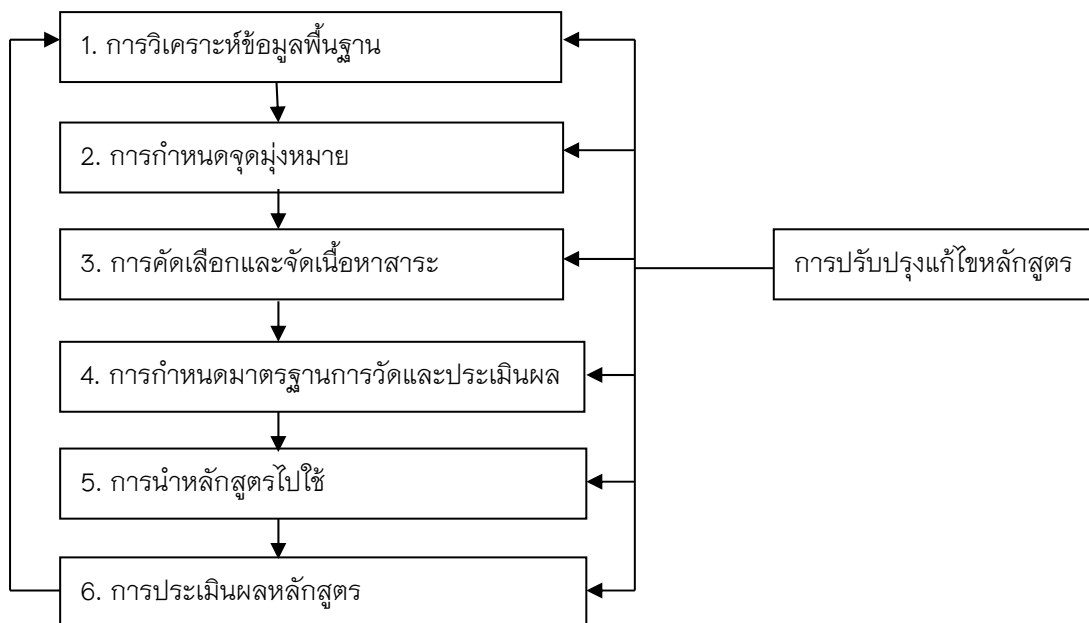 1. การวิเคราะห์ข้อมูลพื้นฐาน
2. การกำหนดจุดมุ่งหมาย
3. การคัดเลือกและจัดเนื้อหาสาระ
การปรับปรุงแก้ไขหลักสูตร
4. การกำหนดมาตรฐานการวัดและประเมินผล
5. การนำหลักสูตรไปใช้
6. การประเมินผลหลักสูตร